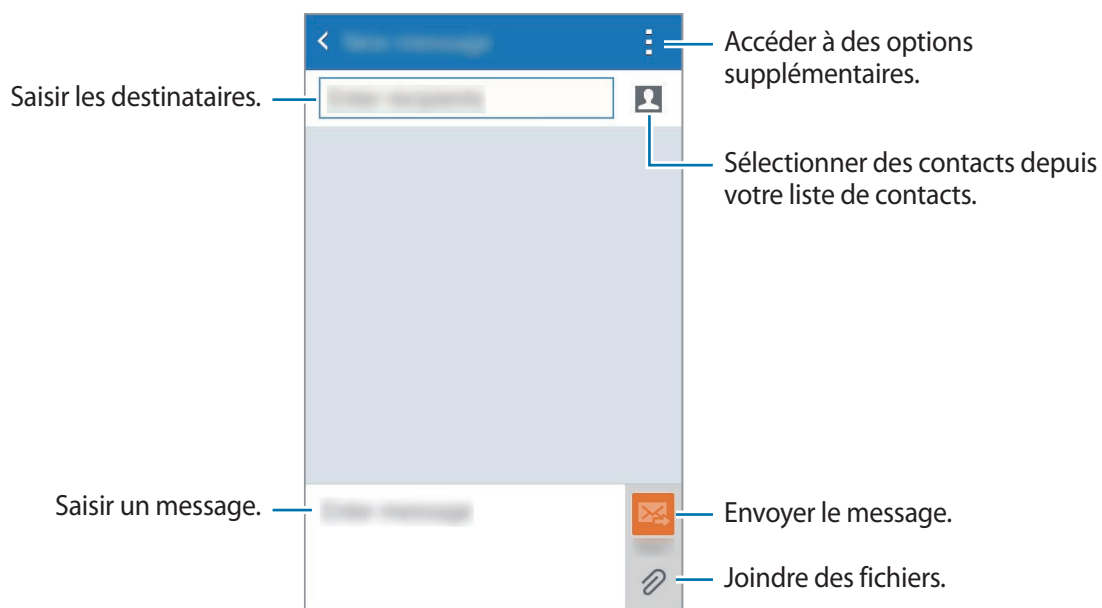 Accéder à des options
supplémentaires.
Saisir les destinataires.
Sélectionner des contacts depuis
votre liste de contacts.
Saisir un message.
Envoyer le message.
Joindre des fichiers.